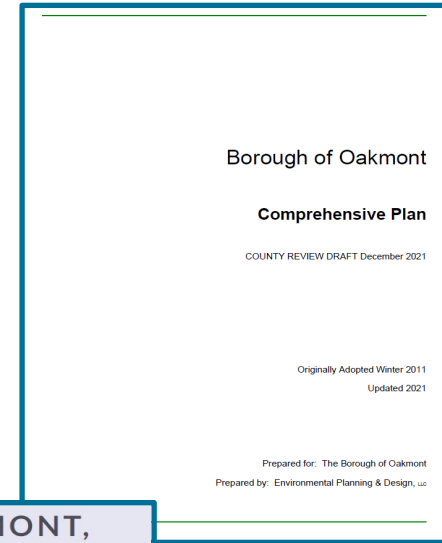 Borough of Oakmont
Comprehensive Plan
COUNTY REVIEW DRAFT December 2021
Originally Adopted Winter 2011
Updated 2021
Prepared for: The Borough of Oakmont
Prepared by: Environmental Planning & Design, LLC
MONT,